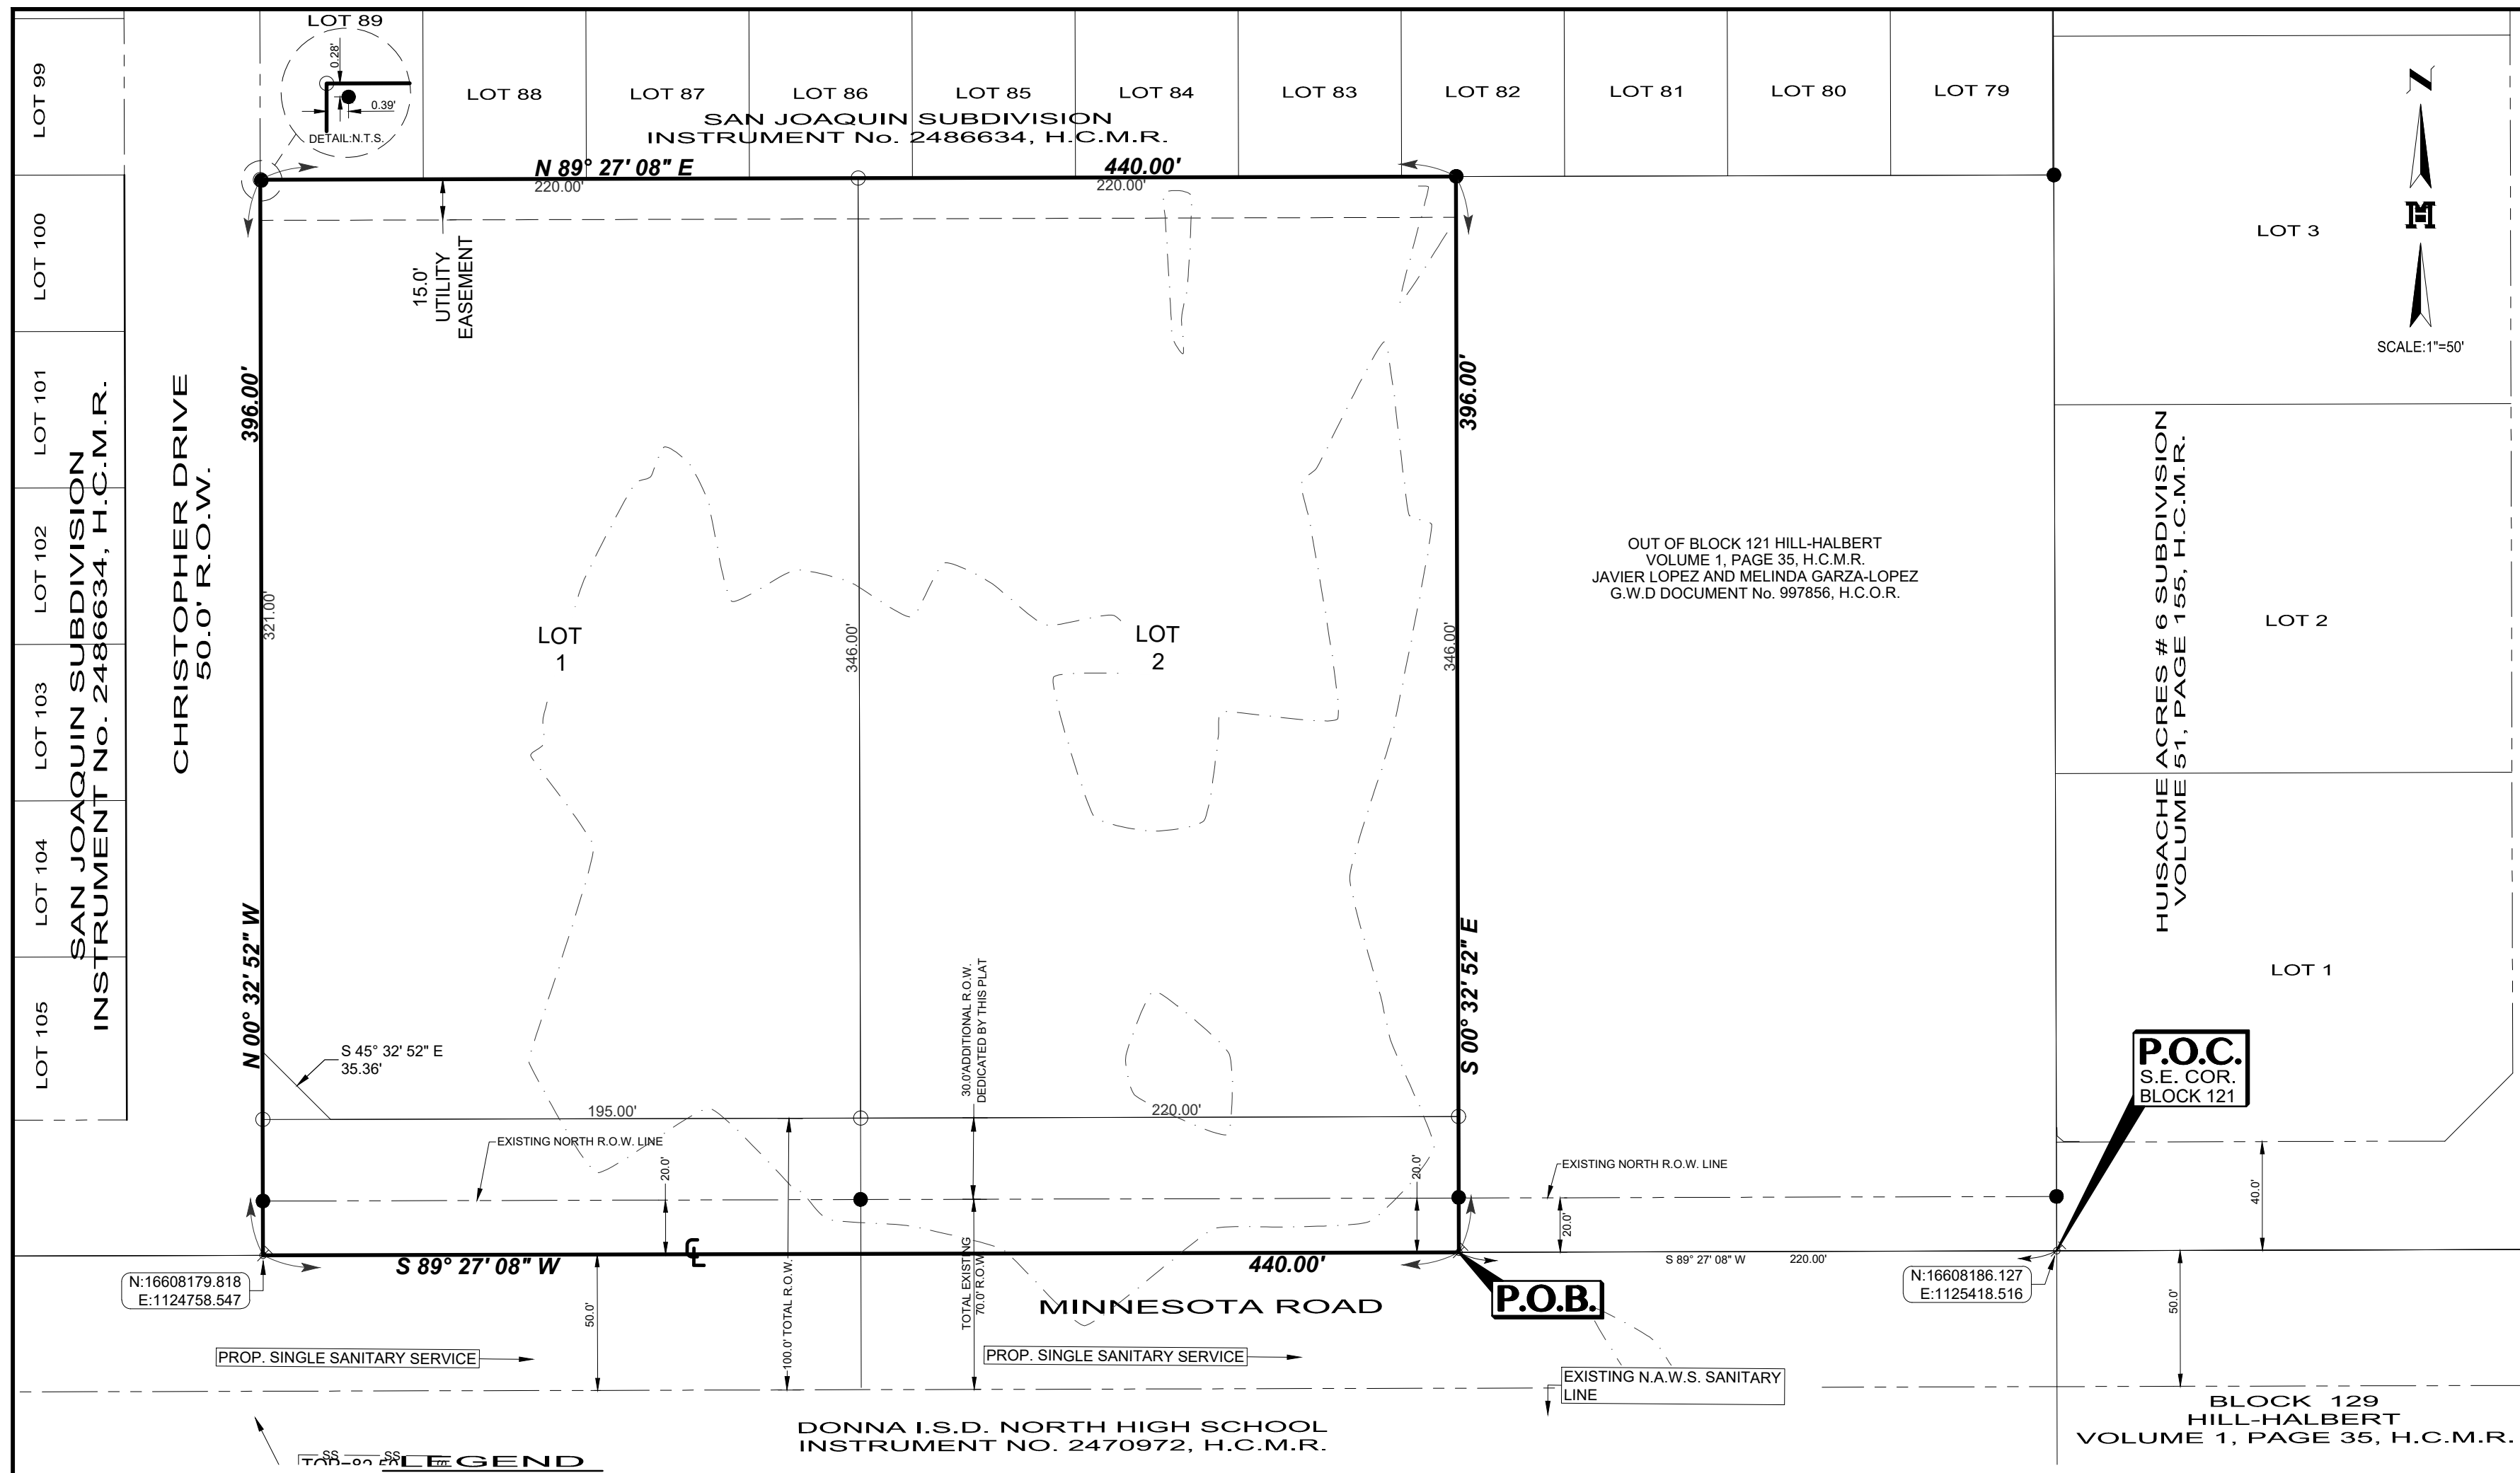 LOT 89
0.28'
0.39'
DETAIL:N.T.S.
LOT 88
LOT 87
LOT 86
LOT 85
LOT 84
LOT 83
LOT 82
LOT 81
LOT 80
LOT 79
SAN JOAQUIN SUBDIVISION
INSTRUMENT No. 2486634, H.C.M.R.
N 89° 27' 08" E
440.00'
220.00'
220.00'
LOT 99
LOT 100
LOT 101
LOT 102
LOT 103
LOT 104
LOT 105
SAN JOAQUIN SUBDIVISION
INSTRUMENT No. 2486634, H.C.M.R.
CHRISTOPHER DRIVE
50.0' R.O.W.
396.00'
321.00'
N 00° 32' 52" W
15.0'
UTILITY
EASEMENT
LOT
1
346.00'
LOT
2
346.00'
396.00'
S 00° 32' 52" E
OUT OF BLOCK 121 HILL-HALBERT
VOLUME 1, PAGE 35, H.C.M.R.
JAVIER LOPEZ AND MELINDA GARZA-LOPEZ
G.W.D DOCUMENT No. 997856, H.C.O.R.
N
SCALE:1"=50'
LOT 3
LOT 2
LOT 1
HUISACHE ACRES # 6 SUBDIVISION
VOLUME 51, PAGE 155, H.C.M.R.
P.O.C.
S.E. COR.
BLOCK 121
S 45° 32' 52" E
35.36'
195.00'
220.00'
30.0'ADDITIONAL R.O.W.
DEDICATED BY THIS PLAT
EXISTING NORTH R.O.W. LINE
20.0'
20.0'
EXISTING NORTH R.O.W. LINE
20.0'
40.0'
S 89° 27' 08" W
440.00'
S 89° 27' 08" W
220.00'
N:16608179.818
E:1124758.547
N:16608186.127
E:1125418.516
50.0'
100.0' TOTAL R.O.W.
TOTAL EXISTING
70.0' R.O.W.
MINNESOTA ROAD
P.O.B.
50.0'
PROP. SINGLE SANITARY SERVICE
PROP. SINGLE SANITARY SERVICE
EXISTING N.A.W.S. SANITARY
LINE
DONNA I.S.D. NORTH HIGH SCHOOL
INSTRUMENT NO. 2470972, H.C.M.R.
BLOCK 129
HILL-HALBERT
VOLUME 1, PAGE 35, H.C.M.R.
SS SS
LEGEND